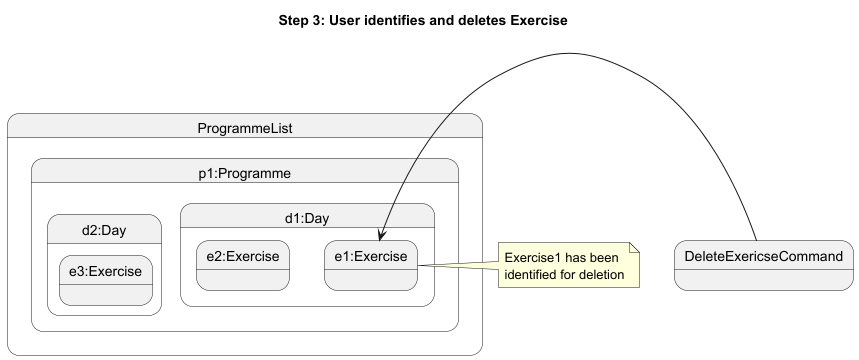 Step 3: User identifies and deletes Exercise
ProgrammeList
p1:Programme
d1:Day
d2:Day
e2:Exercise
e1:Exercise
e3:Exercise
Exercise1 has been
identified for deletion
DeleteExericseCommand